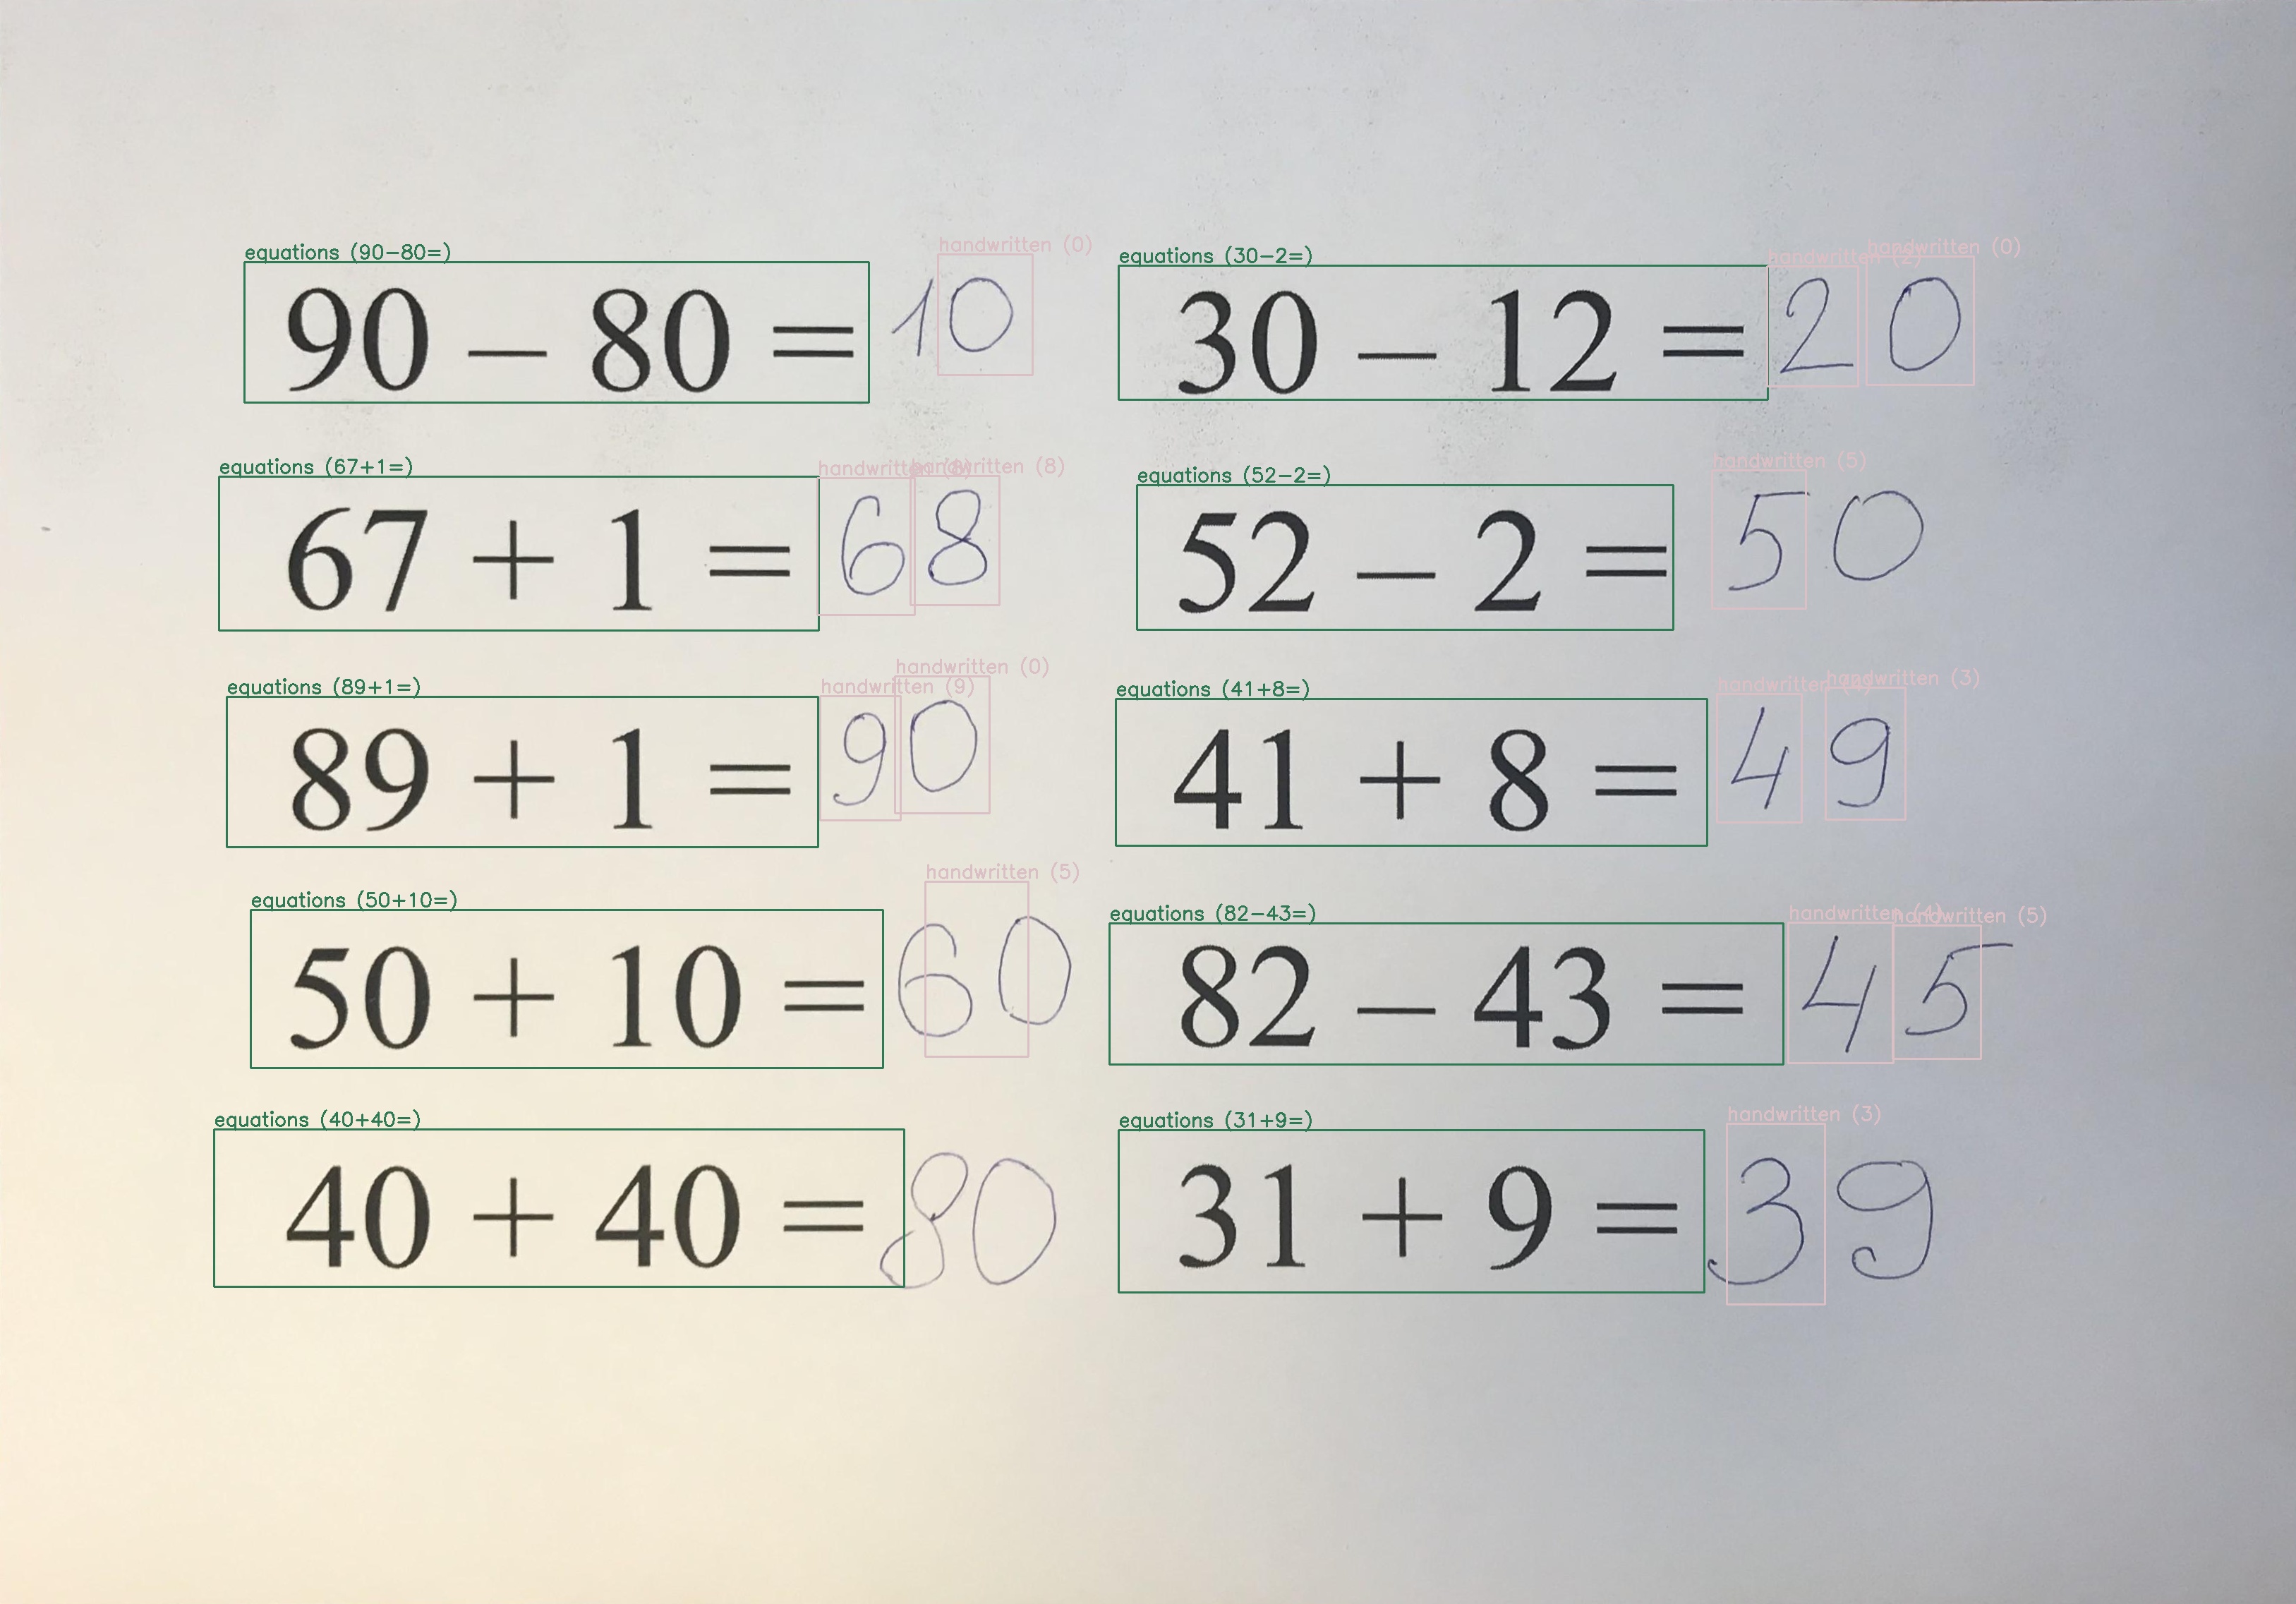 equations (90-80=) handwritten (0) equations (30-2=) handwritten (2) handwritten (0)
90 – 80 = 10 30 – 12 = 20
equations (67+1=) handwritten handwritten (8) equations (52-2=) handwritten (5)
67 + 1 = 68 52 – 2 = 50
equations (89+1=) handwritten (9) handwritten (0) equations (41+8=) handwritten handwritten (3)
89 + 1 = 90 41 + 8 = 49
equations (50+10=) handwritten (5) equations (82-43=) handwritten (4) handwritten (5)
50 + 10 = 60 82 – 43 = 45
equations (40+40=) equations (31+9=) handwritten (3)
40 + 40 = 80 31 + 9 = 39